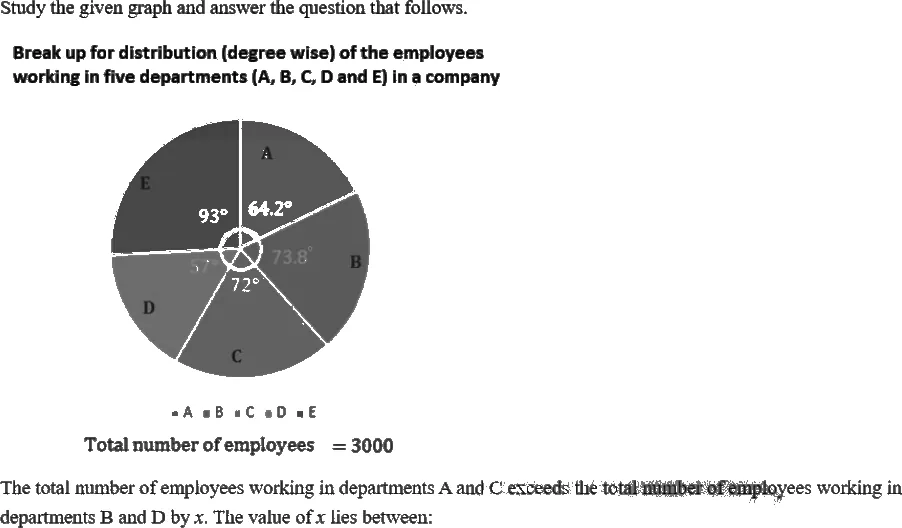 Study the given graph and answer the question that follows.
Break up for distribution (degree wise) of the employees
working in five departments (A, B, C, D and E) in a company
A
E
93° 64.2°
73.8°
B
57°
72°
D
C
A B C D E
Total number of employees = 3000
The total number of employees working in departments A and C exceeds the total number of employees working in
departments B and D by x. The value of x lies between: